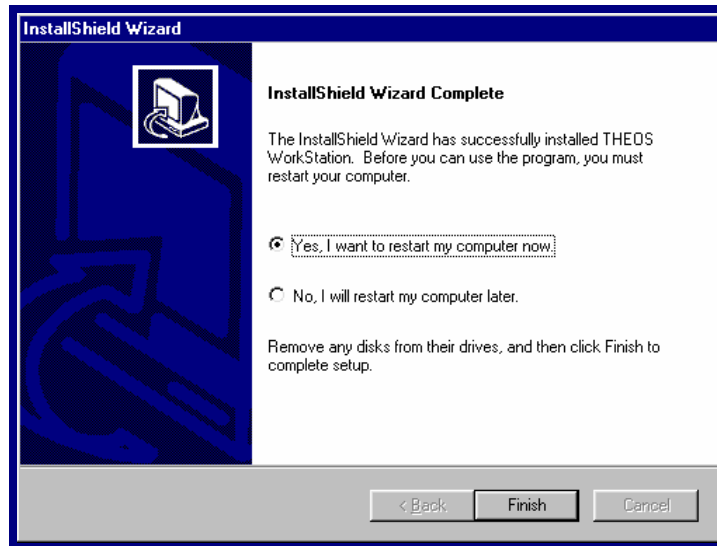 InstallShield Wizard
InstallShield Wizard Complete
The InstallShield Wizard has successfully installed THEOS
WorkStation. Before you can use the program, you must
restart your computer.
Yes, I want to restart my computer now.
No, I will restart my computer later.
Remove any disks from their drives, and then click Finish to
complete setup.
< Back Finish Cancel